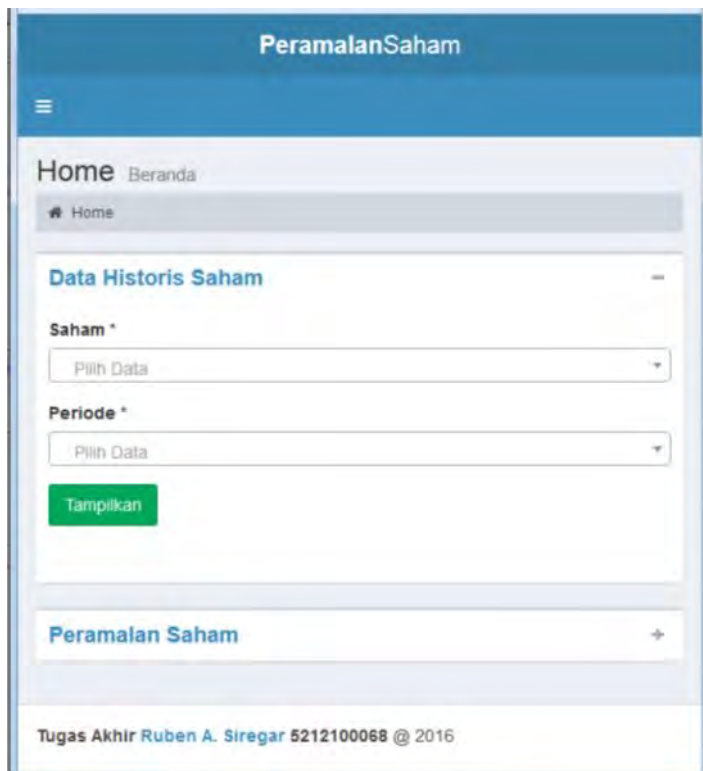 PeramalanSaham
Home Beranda
Home
Data Historis Saham
Saham *
Pilih Data
Periode *
Pilih Data
Tampilkan
Peramalan Saham
Tugas Akhir Ruben A. Siregar 5212100068 @ 2016